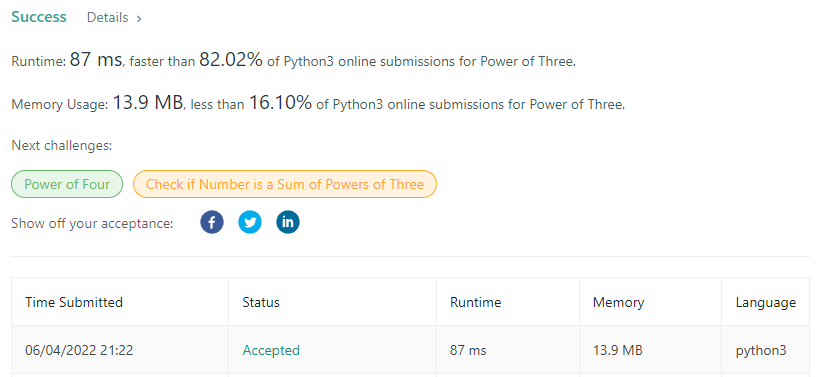 Success Details ›
Runtime: 87 ms, faster than 82.02% of Python3 online submissions for Power of Three.
Memory Usage: 13.9 MB, less than 16.10% of Python3 online submissions for Power of Three.
Next challenges:
Power of Four Check if Number is a Sum of Powers of Three
Show off your acceptance: f in
Time Submitted Status Runtime Memory Language
06/04/2022 21:22 Accepted 87 ms 13.9 MB python3